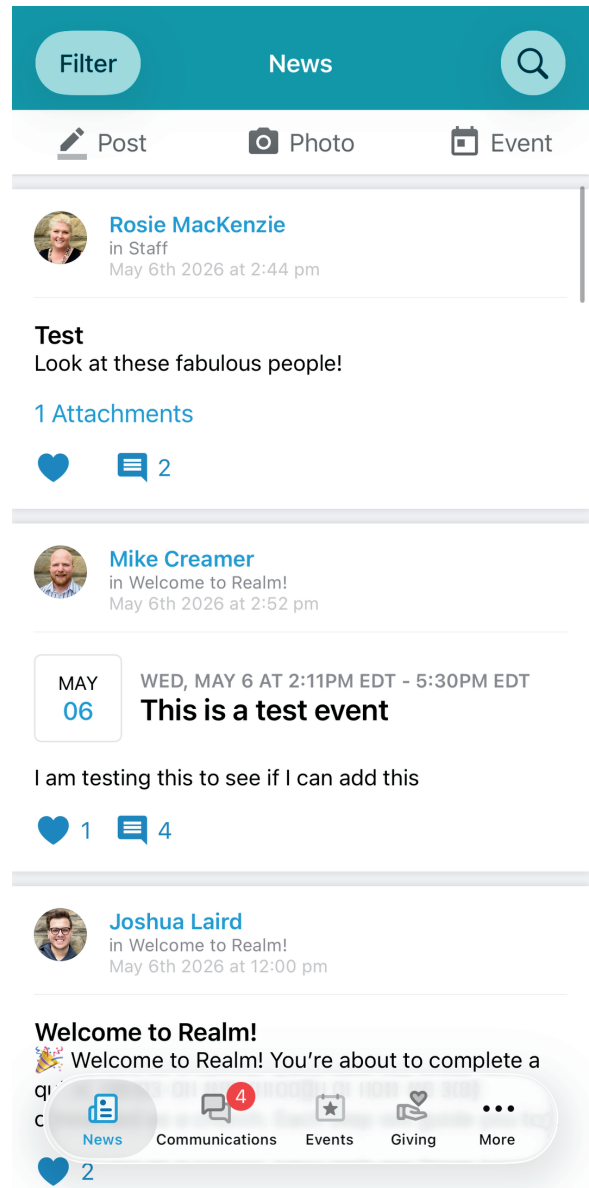 Filter
News
Post
Photo
Event
Rosie MacKenzie
in Staff
May 6th 2026 at 2:44 pm
Test
Look at these fabulous people!
1 Attachments
2
Mike Creamer
in Welcome to Realm!
May 6th 2026 at 2:52 pm
MAY
06
WED, MAY 6 AT 2:11PM EDT - 5:30PM EDT
This is a test event
I am testing this to see if I can add this
1
4
Joshua Laird
in Welcome to Realm!
May 6th 2026 at 12:00 pm
Welcome to Realm!
🎉 Welcome to Realm! You're about to complete a
4
News
Communications
Events
Giving
More
2